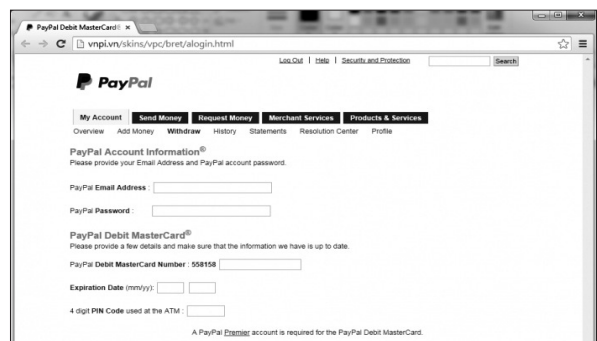 PayPal Debit MasterCard®
vnpi.vn/skins/vpc/bret/alogin.html
Log Out | Help | Security and Protection Search
PayPal
My Account Send Money Request Money Merchant Services Products & Services
Overview Add Money Withdraw History Statements Resolution Center Profile
PayPal Account Information©
Please provide your Email Address and PayPal account password.
PayPal Email Address :
PayPal Password :
PayPal Debit MasterCard®
Please provide a few details and make sure that the information we have is up to date.
PayPal Debit MasterCard Number : 558158
Expiration Date (mm/yy):
4 digit PIN Code used at the ATM :
A PayPal Premier account is required for the PayPal Debit MasterCard.